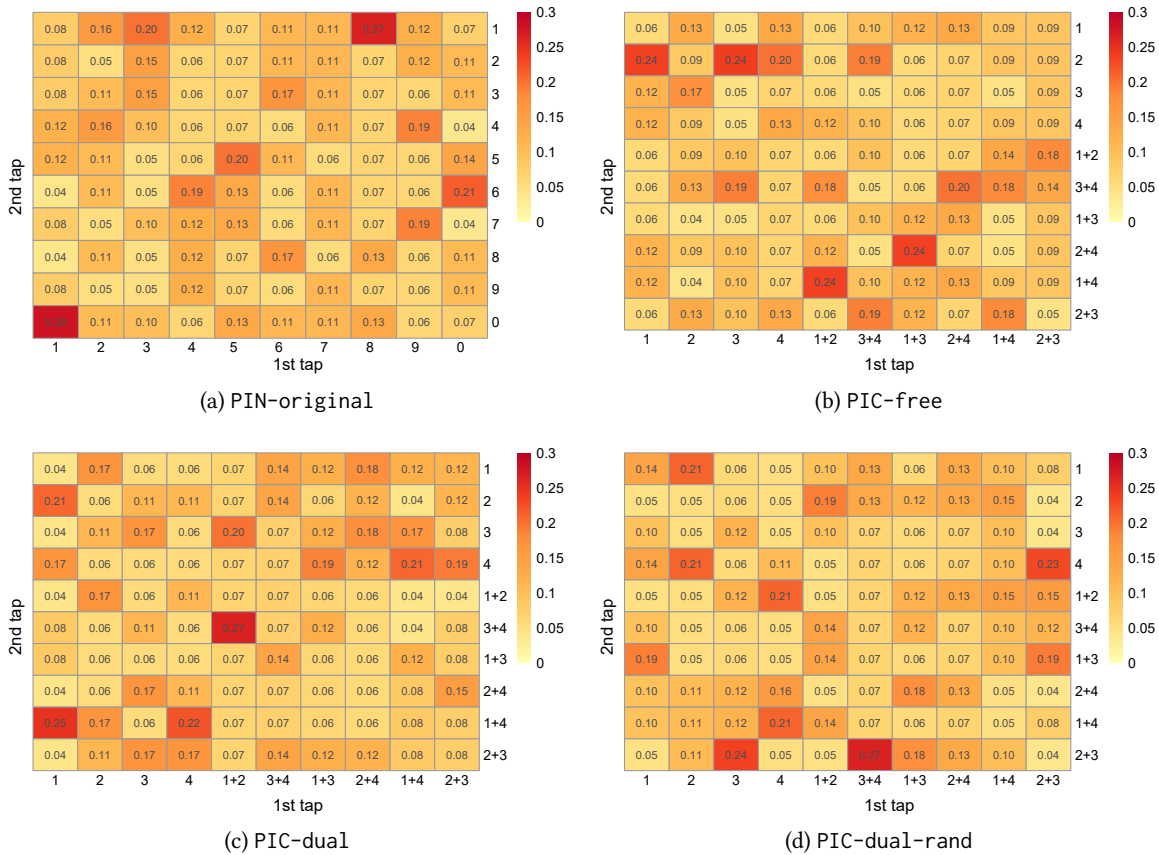 0.08 0.16 0.20 0.12 0.07 0.11 0.11 0.27 0.12 0.07 1
0.08 0.05 0.15 0.06 0.07 0.11 0.11 0.07 0.12 0.11 2
0.08 0.11 0.15 0.06 0.07 0.17 0.11 0.07 0.06 0.11 3
0.12 0.16 0.10 0.06 0.07 0.06 0.11 0.07 0.19 0.04 4
0.12 0.11 0.05 0.06 0.20 0.11 0.06 0.07 0.06 0.14 5
0.04 0.11 0.05 0.19 0.13 0.06 0.11 0.07 0.06 0.21 6
0.08 0.05 0.10 0.12 0.12 0.06 0.11 0.07 0.19 0.04 7
0.04 0.11 0.05 0.12 0.07 0.17 0.06 0.13 0.06 0.11 8
0.08 0.05 0.05 0.12 0.07 0.06 0.11 0.07 0.06 0.11 9
0.11 0.10 0.06 0.13 0.11 0.11 0.13 0.06 0.07 0
1 2 3 4 5 6 7 8 9 0
2nd tap
1st tap
0.3
0.25
0.2
0.15
0.1
0.05
0
(a) PIN-original
0.06 0.13 0.05 0.13 0.06 0.10 0.12 0.13 0.09 0.09 1
0.24 0.09 0.24 0.20 0.06 0.19 0.06 0.07 0.09 0.09 2
0.12 0.17 0.05 0.07 0.06 0.05 0.06 0.07 0.05 0.09 3
0.12 0.09 0.05 0.13 0.12 0.10 0.06 0.07 0.09 0.09 4
0.06 0.09 0.10 0.07 0.06 0.10 0.06 0.07 0.14 0.18 1+2
0.06 0.13 0.19 0.07 0.18 0.05 0.06 0.20 0.18 0.14 3+4
0.06 0.04 0.05 0.07 0.06 0.10 0.12 0.13 0.05 0.09 1+3
0.12 0.09 0.10 0.07 0.12 0.05 0.24 0.07 0.05 0.09 2+4
0.12 0.04 0.10 0.07 0.24 0.10 0.12 0.13 0.09 0.09 1+4
0.06 0.13 0.10 0.13 0.06 0.19 0.12 0.07 0.18 0.05 2+3
1 2 3 4 1+2 3+4 1+3 2+4 1+4 2+3
2nd tap
1st tap
0.3
0.25
0.2
0.15
0.1
0.05
0
(b) PIC-free
0.04 0.17 0.06 0.06 0.07 0.14 0.12 0.18 0.12 0.12 1
0.21 0.06 0.11 0.11 0.07 0.14 0.06 0.12 0.04 0.12 2
0.04 0.11 0.17 0.06 0.20 0.07 0.12 0.18 0.17 0.08 3
0.17 0.06 0.06 0.06 0.07 0.07 0.19 0.12 0.21 0.19 4
0.04 0.17 0.06 0.11 0.07 0.07 0.06 0.06 0.04 0.04 1+2
0.08 0.06 0.11 0.06 0.27 0.07 0.12 0.06 0.04 0.08 3+4
0.08 0.06 0.06 0.06 0.07 0.14 0.06 0.06 0.12 0.08 1+3
0.04 0.06 0.17 0.11 0.07 0.07 0.06 0.06 0.08 0.15 2+4
0.25 0.17 0.06 0.22 0.07 0.07 0.06 0.06 0.08 0.08 1+4
0.04 0.11 0.17 0.17 0.07 0.14 0.12 0.12 0.08 0.08 2+3
1 2 3 4 1+2 3+4 1+3 2+4 1+4 2+3
2nd tap
1st tap
0.3
0.25
0.2
0.15
0.1
0.05
0
(c) PIC-dual
0.14 0.21 0.06 0.05 0.10 0.13 0.06 0.13 0.10 0.08 1
0.05 0.05 0.06 0.05 0.19 0.13 0.12 0.13 0.15 0.04 2
0.10 0.05 0.12 0.05 0.10 0.07 0.06 0.07 0.10 0.04 3
0.14 0.21 0.06 0.11 0.05 0.07 0.06 0.07 0.10 0.23 4
0.05 0.05 0.06 0.21 0.05 0.07 0.12 0.13 0.15 0.15 1+2
0.10 0.05 0.06 0.05 0.14 0.07 0.12 0.07 0.10 0.12 3+4
0.19 0.05 0.06 0.05 0.14 0.07 0.06 0.07 0.10 0.19 1+3
0.10 0.11 0.12 0.16 0.05 0.07 0.18 0.13 0.05 0.04 2+4
0.10 0.11 0.12 0.21 0.14 0.07 0.06 0.07 0.05 0.08 1+4
0.05 0.11 0.24 0.05 0.05 0.27 0.18 0.13 0.10 0.04 2+3
1 2 3 4 1+2 3+4 1+3 2+4 1+4 2+3
2nd tap
1st tap
0.3
0.25
0.2
0.15
0.1
0.05
0
(d) PIC-dual-rand